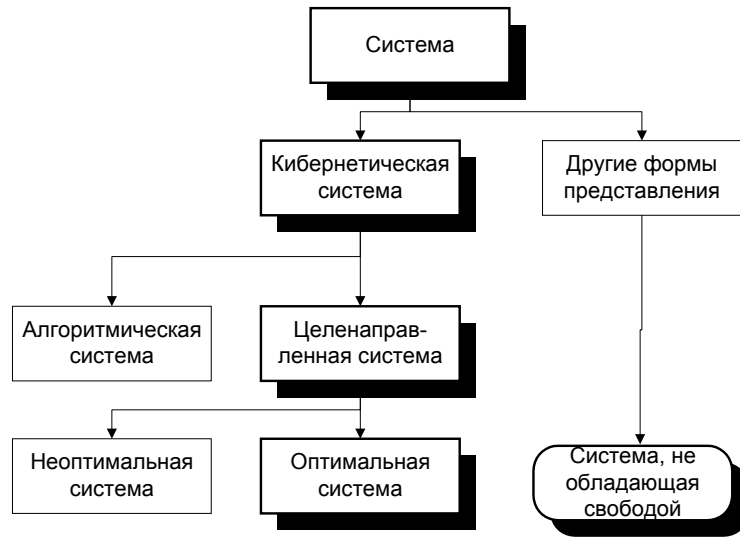 Система
Кибернетическая
система
Другие формы
представления
Алгоритмическая
система
Целенаправ-
ленная система
Неоптимальная
система
Оптимальная
система
Система, не
обладающая
свободой